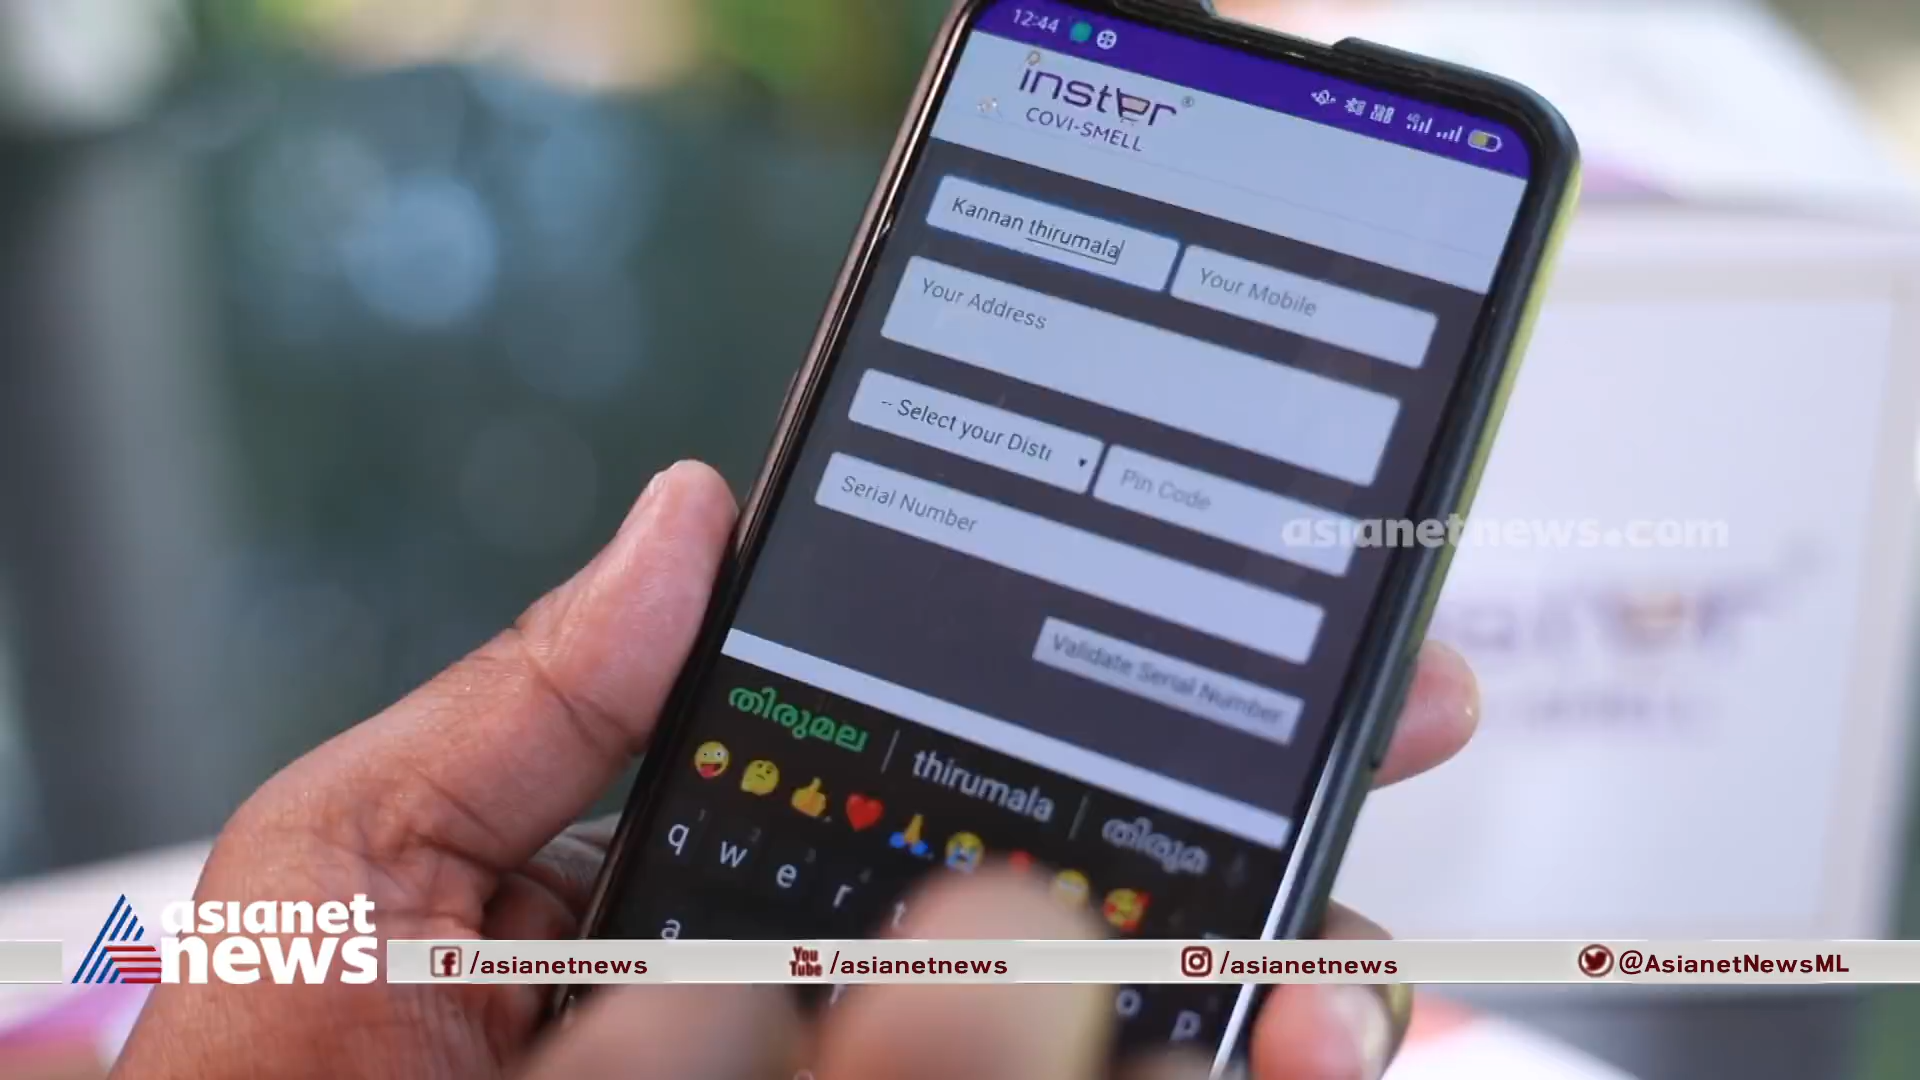 12:44
inster®
COVI-SMELL
Kannan thirumala
Your Mobile
Your Address
-- Select your Distr
Pin Code
Serial Number
asianetnews.com
Validate Serial Number
തിരുമല
thirumala
തിരുമ
q w e r t
a
o p
asianet
news
/asianetnews
/asianetnews
/asianetnews
@AsianetNewsML